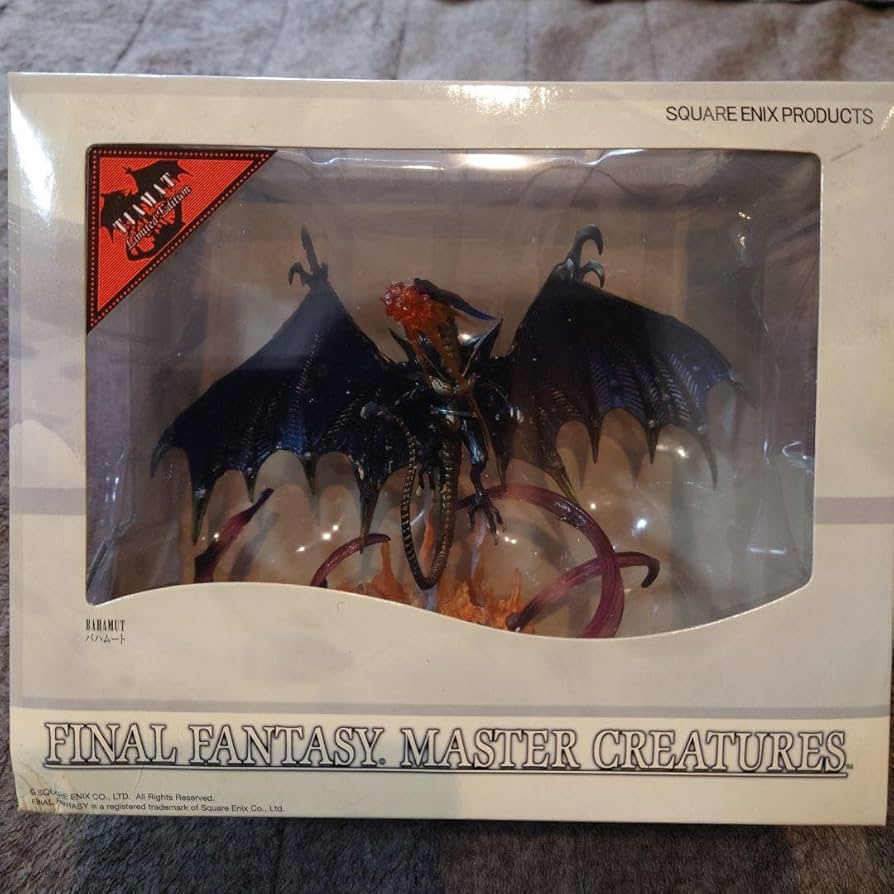 SQUARE ENIX PRODUCTS
TIAMAT
Limited Edition
BAHAMUT
バハムート
FINAL FANTASY® MASTER CREATURES™
© SQUARE ENIX CO., LTD. All Rights Reserved.
FINAL FANTASY is a registered trademark of Square Enix Co., Ltd.